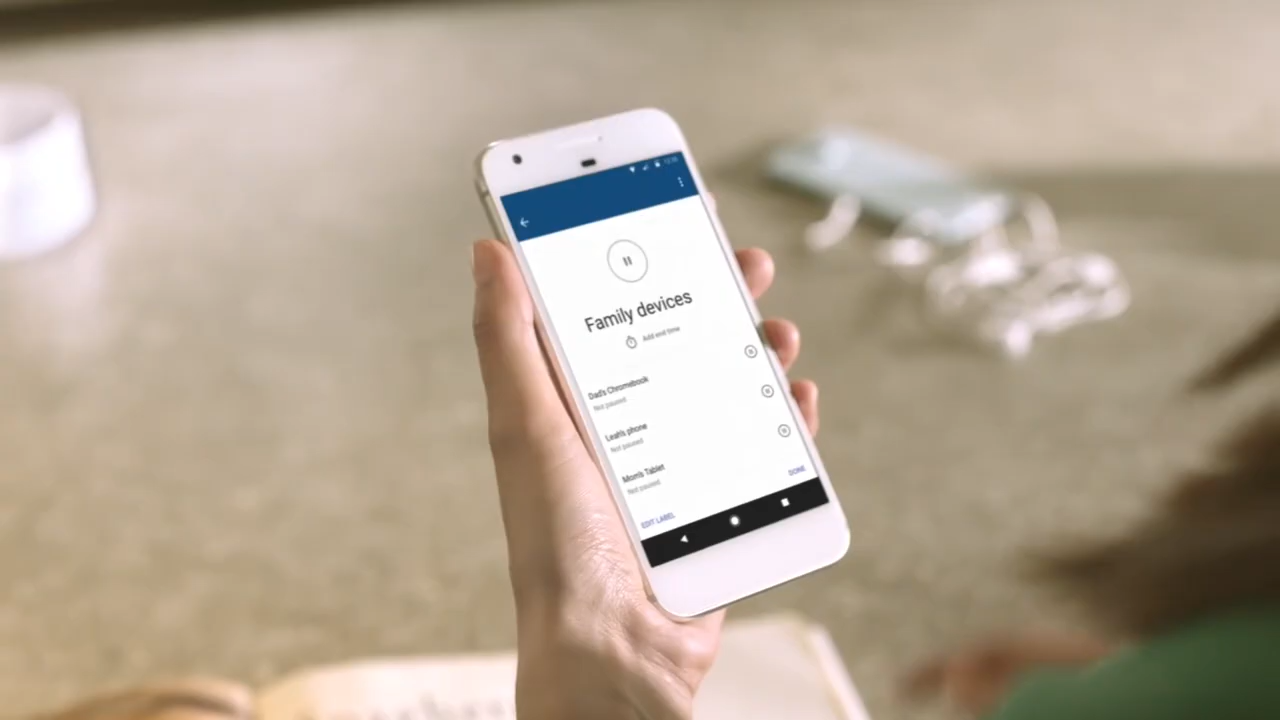 Family devices
Add end time
Dad's Chromebook
Not paused
Leah's phone
Not paused
Mom's Tablet
Not paused
EDIT LABEL
DONE